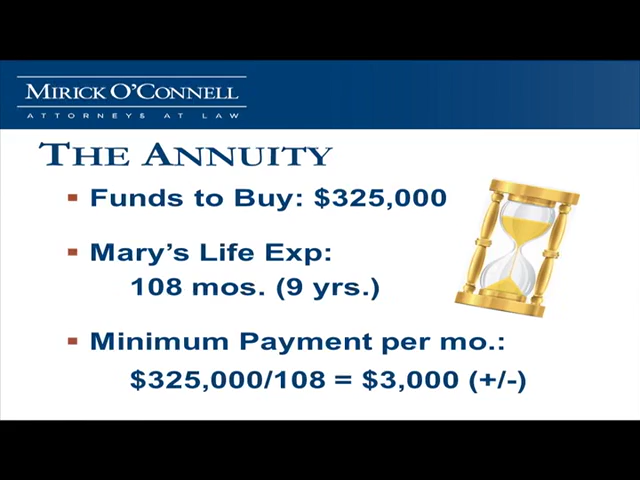 MIRICK O'CONNELL
ATTORNEYS AT LAW
THE ANNUITY
Funds to Buy: $325,000
Mary's Life Exp:
108 mos. (9 yrs.)
Minimum Payment per mo.:
$325,000/108 = $3,000 (+/-)